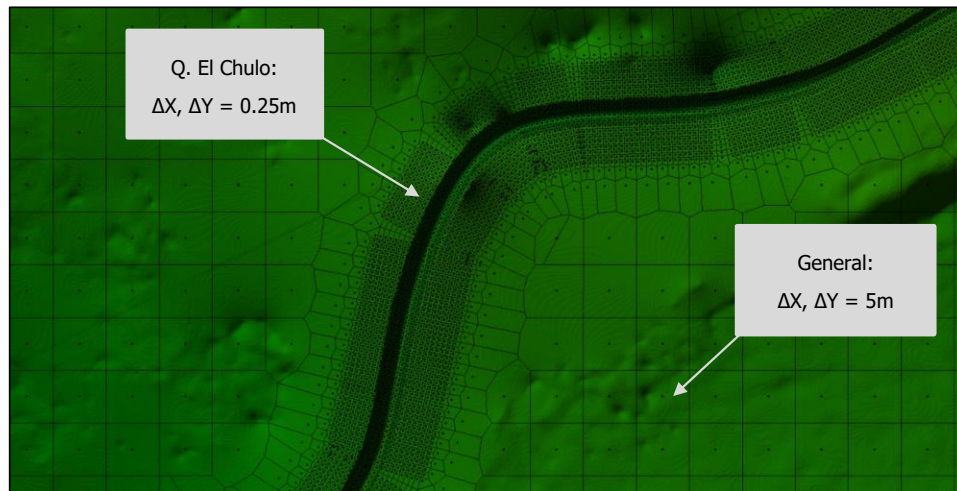 Q. El Chulo:
ΔX, ΔY = 0.25m
General:
ΔX, ΔY = 5m